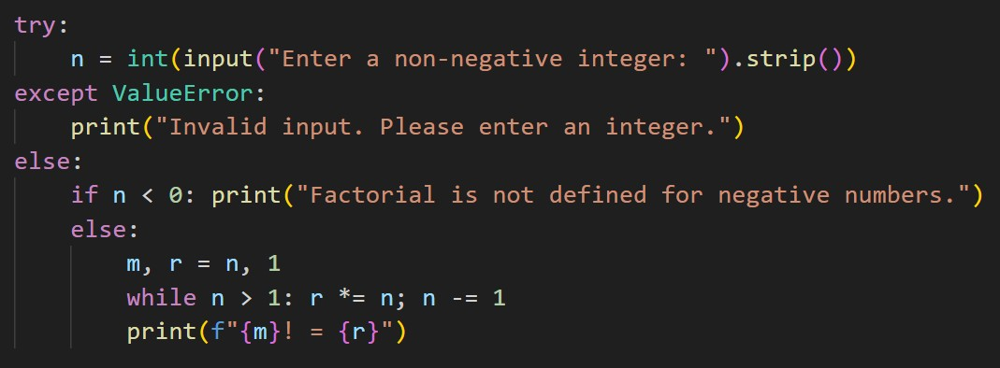 try:
    n = int(input("Enter a non-negative integer: ").strip())
except ValueError:
    print("Invalid input. Please enter an integer.")
else:
    if n < 0: print("Factorial is not defined for negative numbers.")
    else:
        m, r = n, 1
        while n > 1: r *= n; n -= 1
        print(f"{m}! = {r}")